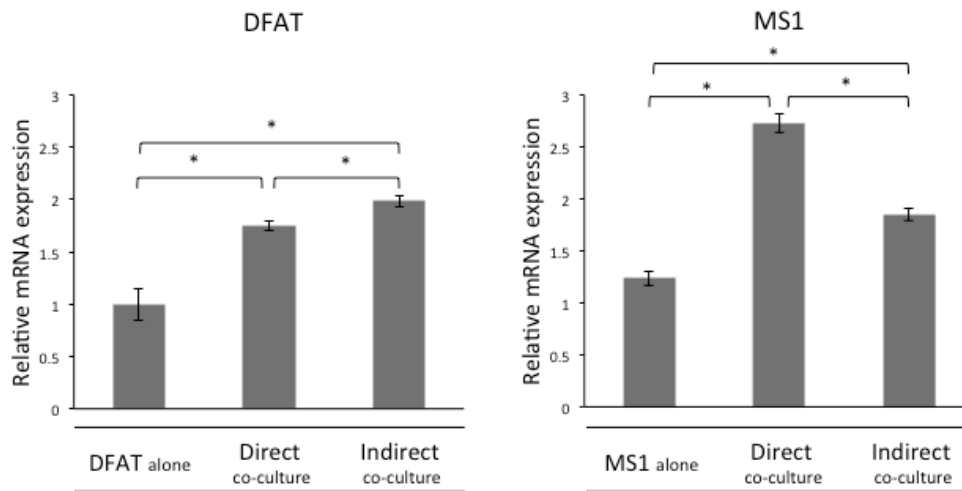 DFAT
Relative mRNA expression
3
2.5
2
1.5
1
0.5
0
*
*
*
DFAT alone
Direct
co-culture
Indirect
co-culture
MS1
Relative mRNA expression
3
2.5
2
1.5
1
0.5
0
*
*
*
MS1 alone
Direct
co-culture
Indirect
co-culture